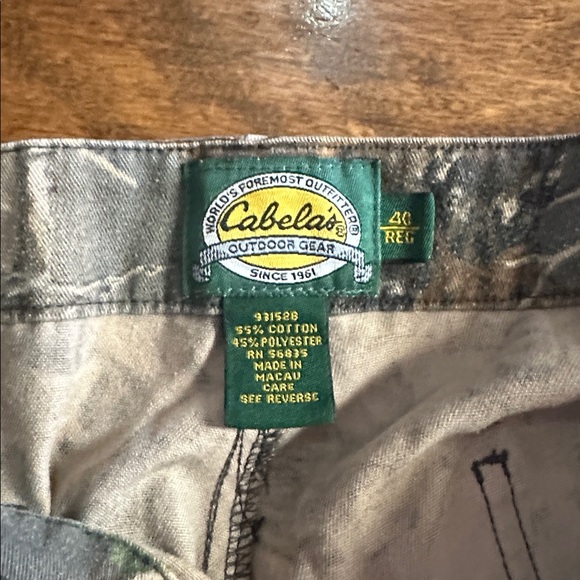 WORLD'S FOREMOST OUTFITTER®
Cabela's®
OUTDOOR GEAR
SINCE 1961
40
REG
931528
55% COTTON
45% POLYESTER
RN 56835
MADE IN
MACAU
CARE
SEE REVERSE